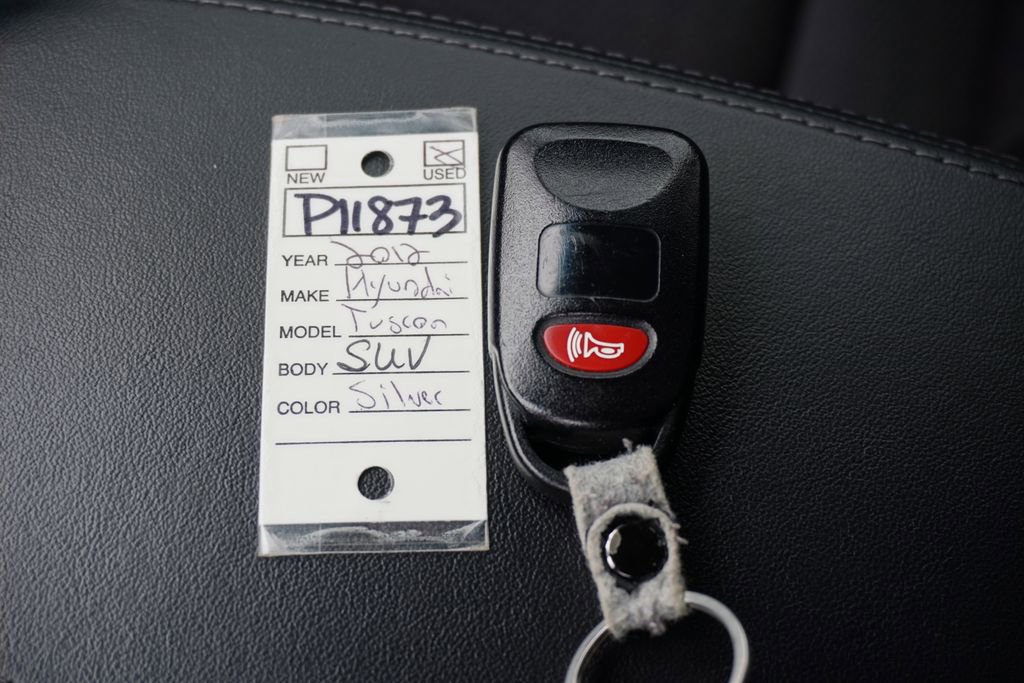 NEW USED
P11873
YEAR 2012
MAKE Hyundai
MODEL Tuscon
BODY SUV
COLOR Silver